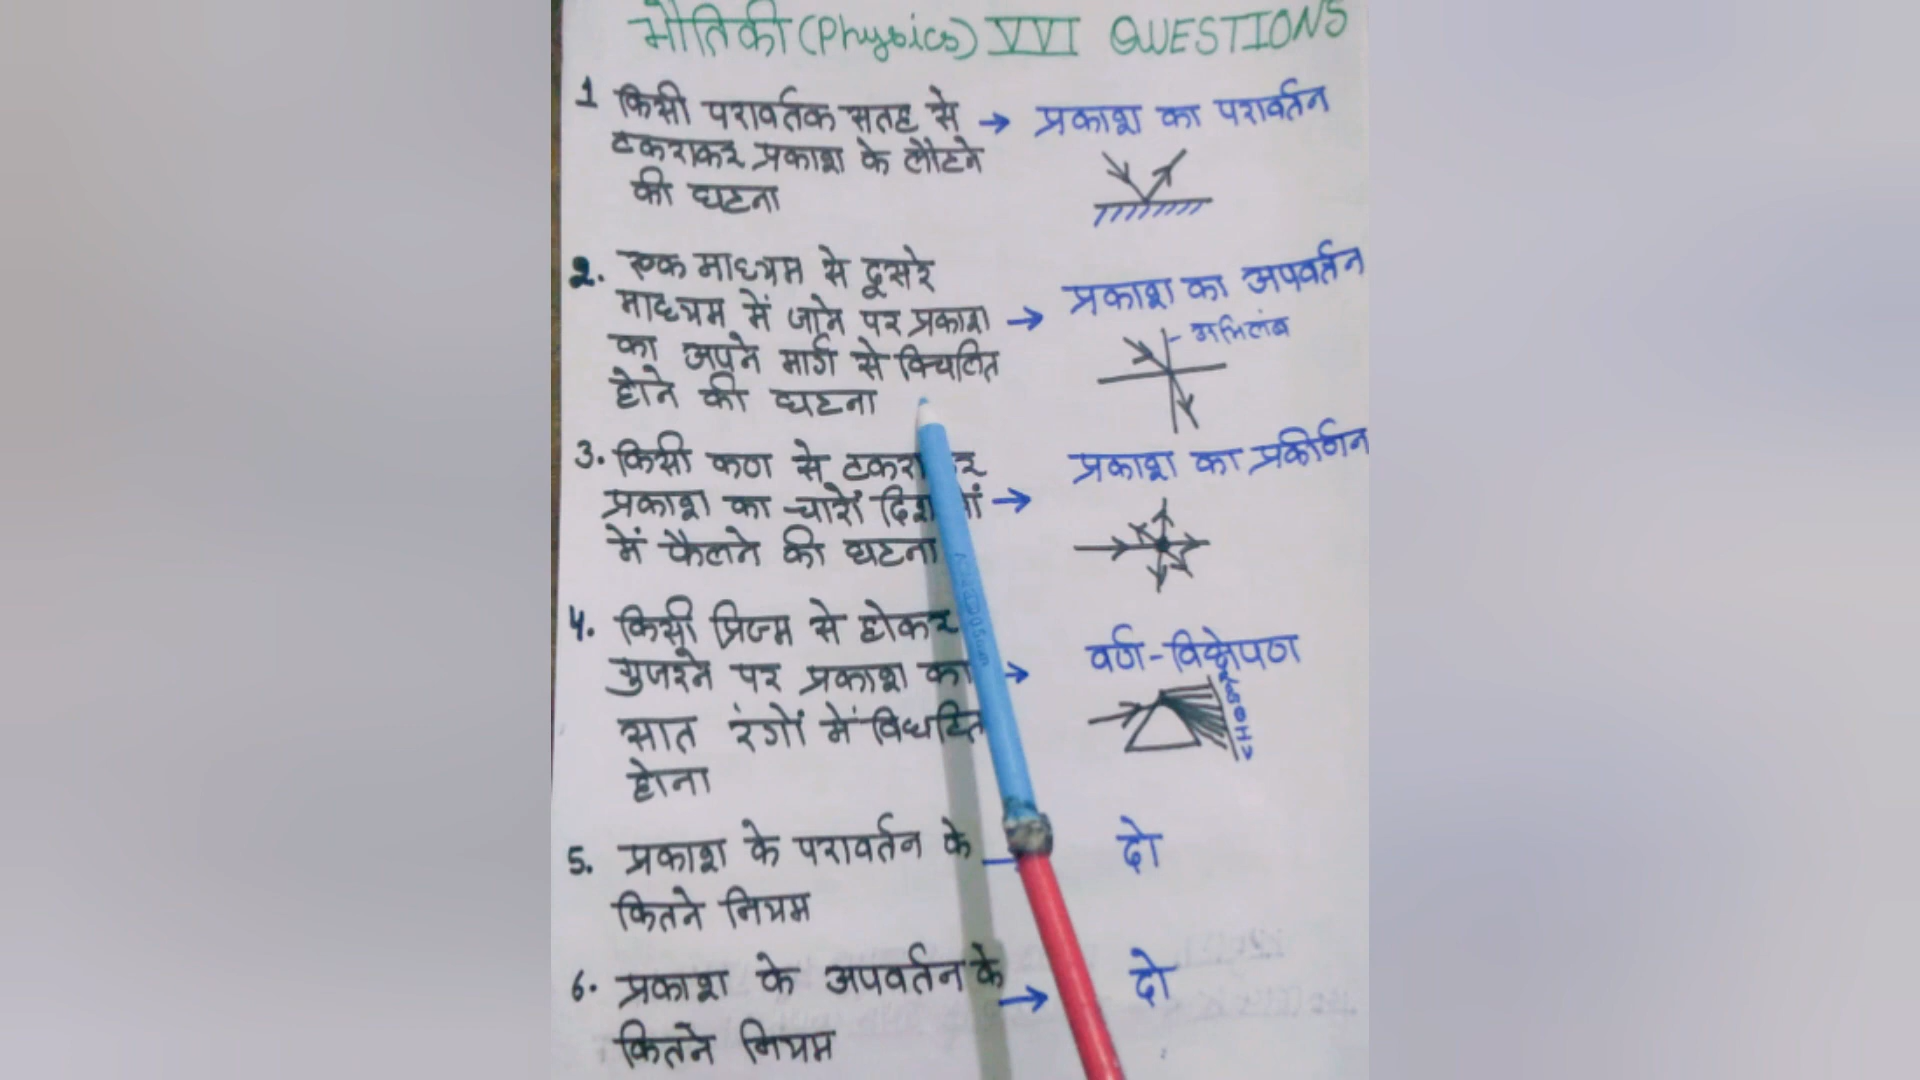 भौतिकी (Physics) VVI QUESTIONS
1 किसी परावर्तक सतह से → प्रकाश का परावर्तन
टकराकर प्रकाश के लौटने
की घटना
2. एक माध्यम से दूसरे
माध्यम में जाने पर प्रकाश → प्रकाश का अपवर्तन
का अपने मार्ग से विचलित
होने की घटना
अभिलंब
3. किसी कण से टकराकर
प्रकाश का चारों दिशाओं → प्रकाश का प्रकीर्णन
में फैलने की घटना
4. किसी प्रिज्म से होकर
गुजरने पर प्रकाश का → वर्ण-विक्षेपण
सात रंगों में विघटित
होना
5. प्रकाश के परावर्तन के → दो
कितने नियम
6. प्रकाश के अपवर्तन के → दो
कितने नियम